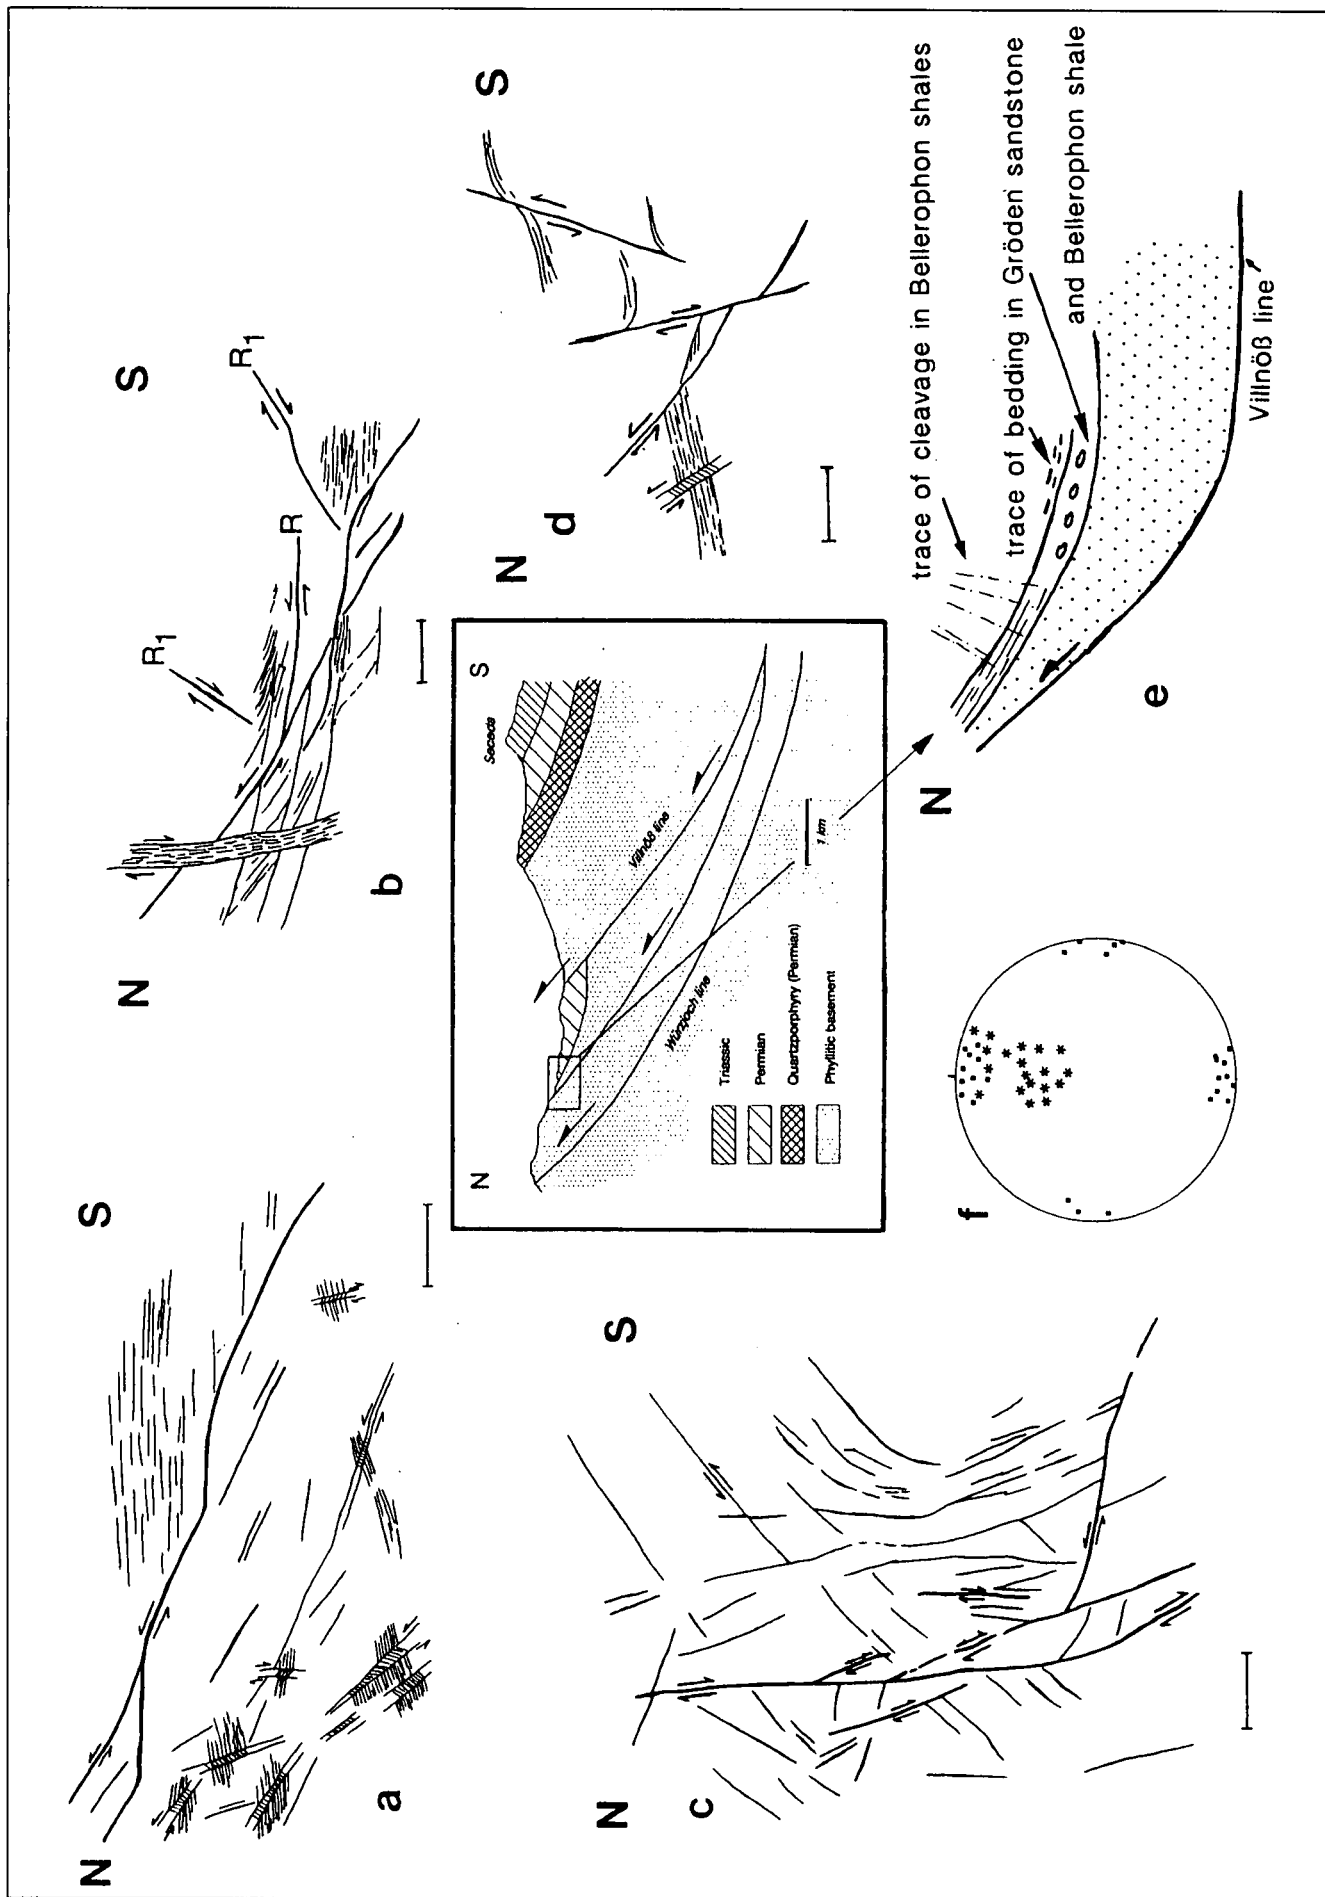 N
S
a
N
S
b
R₁
R
R₁
N
S
c
N
S
d
N
S
Seceda
Villnöß line
Würzjoch line
1 km
Triassic
Permian
Quartzporphyry (Permian)
Phyllitic basement
N
e
trace of cleavage in Bellerophon shales
trace of bedding in Gröden sandstone
and Bellerophon shale
Villnöß line
f